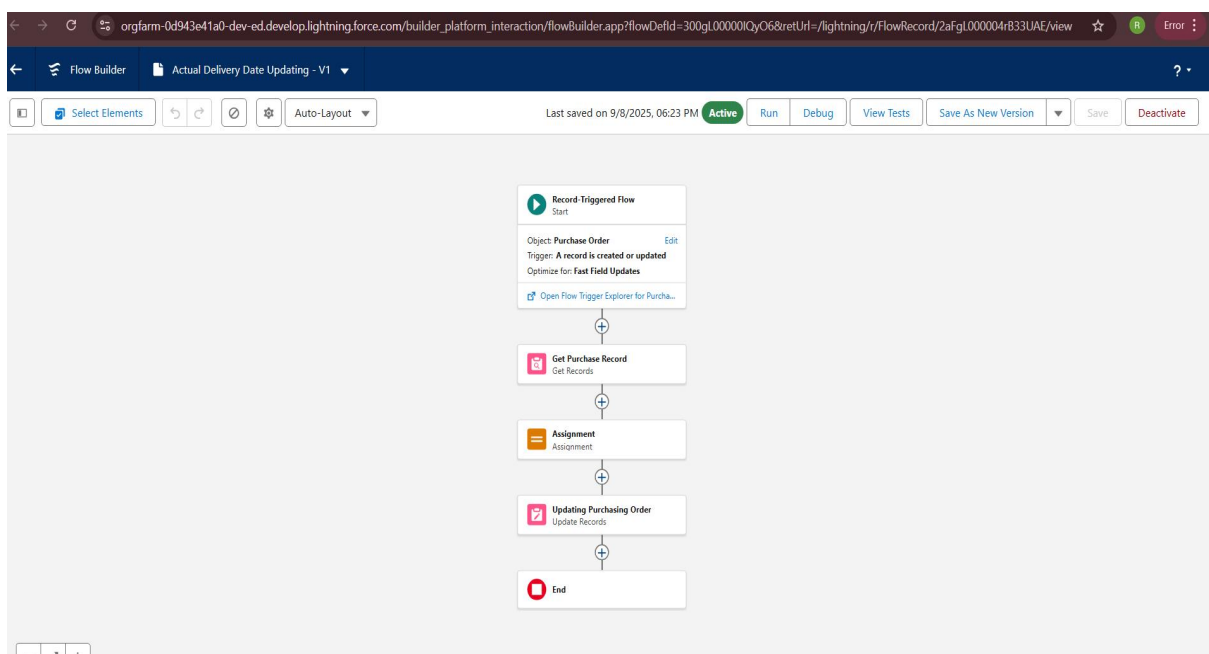 orgfarm-0d943e41a0-dev-ed.develop.lightning.force.com/builder_platform_interaction/flowBuilder.app?flowDefId=300gL00000IQyO6&retUrl=/lightning/r/FlowRecord/2aFgL000004rB33UAE/view R Error
Flow Builder Actual Delivery Date Updating - V1 ?
Select Elements Auto-Layout Last saved on 9/8/2025, 06:23 PM Active Run Debug View Tests Save As New Version Save Deactivate
Record-Triggered Flow
Start
Object: Purchase Order Edit
Trigger: A record is created or updated
Optimize for: Fast Field Updates
Open Flow Trigger Explorer for Purcha...
Get Purchase Record
Get Records
Assignment
Assignment
Updating Purchasing Order
Update Records
End